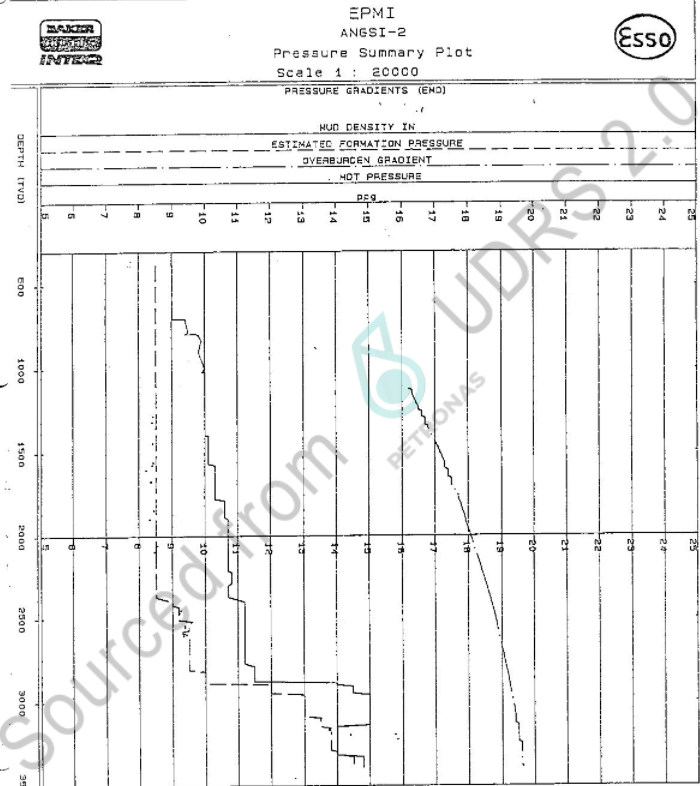 EPMI
BAKER
HUGHES
INTEQ
ANGSI-2
Esso
Pressure Summary Plot
Scale 1 : 20000
PRESSURE GRADIENTS (EMD)
MUD DENSITY IN
ESTIMATED FORMATION PRESSURE
OVERBURDEN GRADIENT
HDT PRESSURE
ppg
DEPTH (TVD)
5 6 7 8 9 10 11 12 13 14 15 16 17 18 19 20 21 22 23 24 25
500
1000
1500
2000
5 6 7 8 9 10 11 12 13 14 15 16 17 18 19 20 21 22 23 24 25
2500
3000
35
Sourced from PETRONAS UDRS 2.0